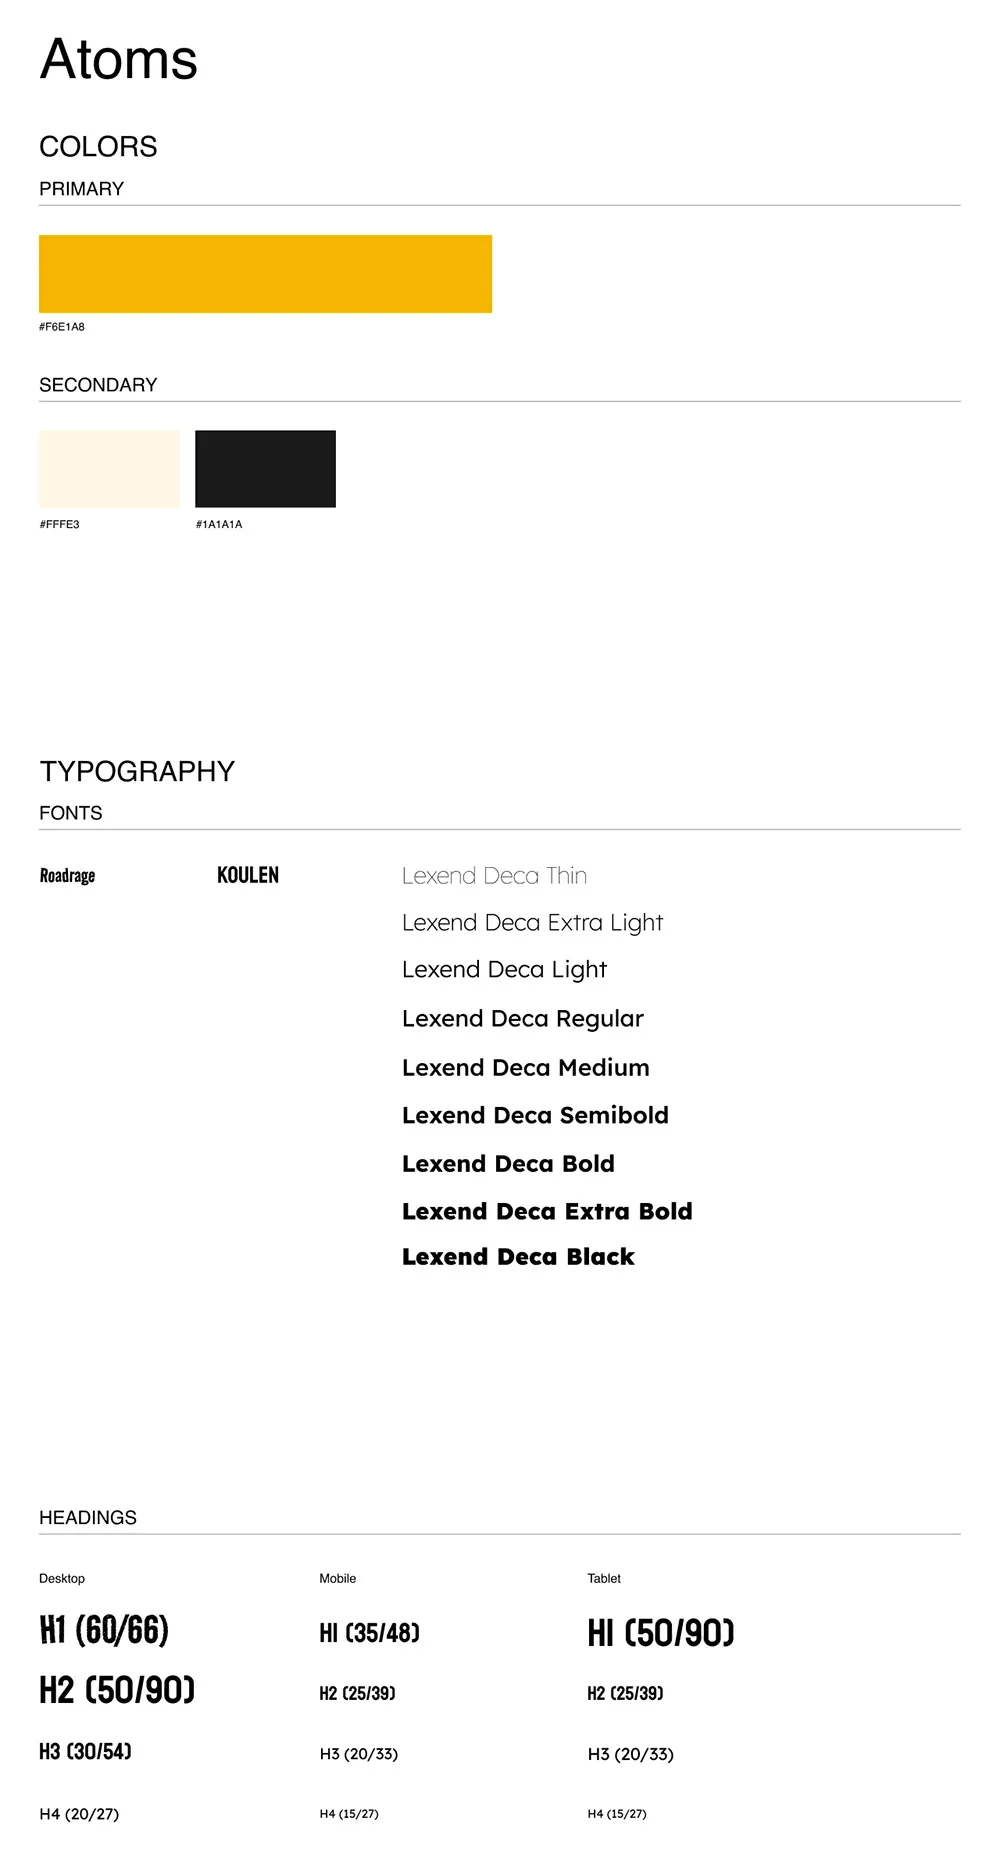 Atoms
COLORS
PRIMARY
#F6E1A8
SECONDARY
#FFFE3 #1A1A1A
TYPOGRAPHY
FONTS
Roadrage KOULEN Lexend Deca Thin
Lexend Deca Extra Light
Lexend Deca Light
Lexend Deca Regular
Lexend Deca Medium
Lexend Deca Semibold
Lexend Deca Bold
Lexend Deca Extra Bold
Lexend Deca Black
HEADINGS
Desktop Mobile Tablet
H1 (60/66) H1 (35/48) H1 (50/90)
H2 (50/90) H2 (25/39) H2 (25/39)
H3 (30/54) H3 (20/33) H3 (20/33)
H4 (20/27) H4 (15/27) H4 (15/27)